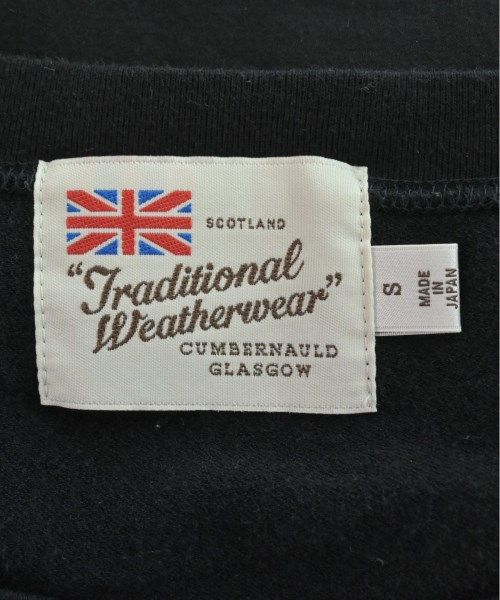 SCOTLAND
"Traditional
Weatherwear"
CUMBERNAULD
GLASGOW
S
MADE
IN
JAPAN